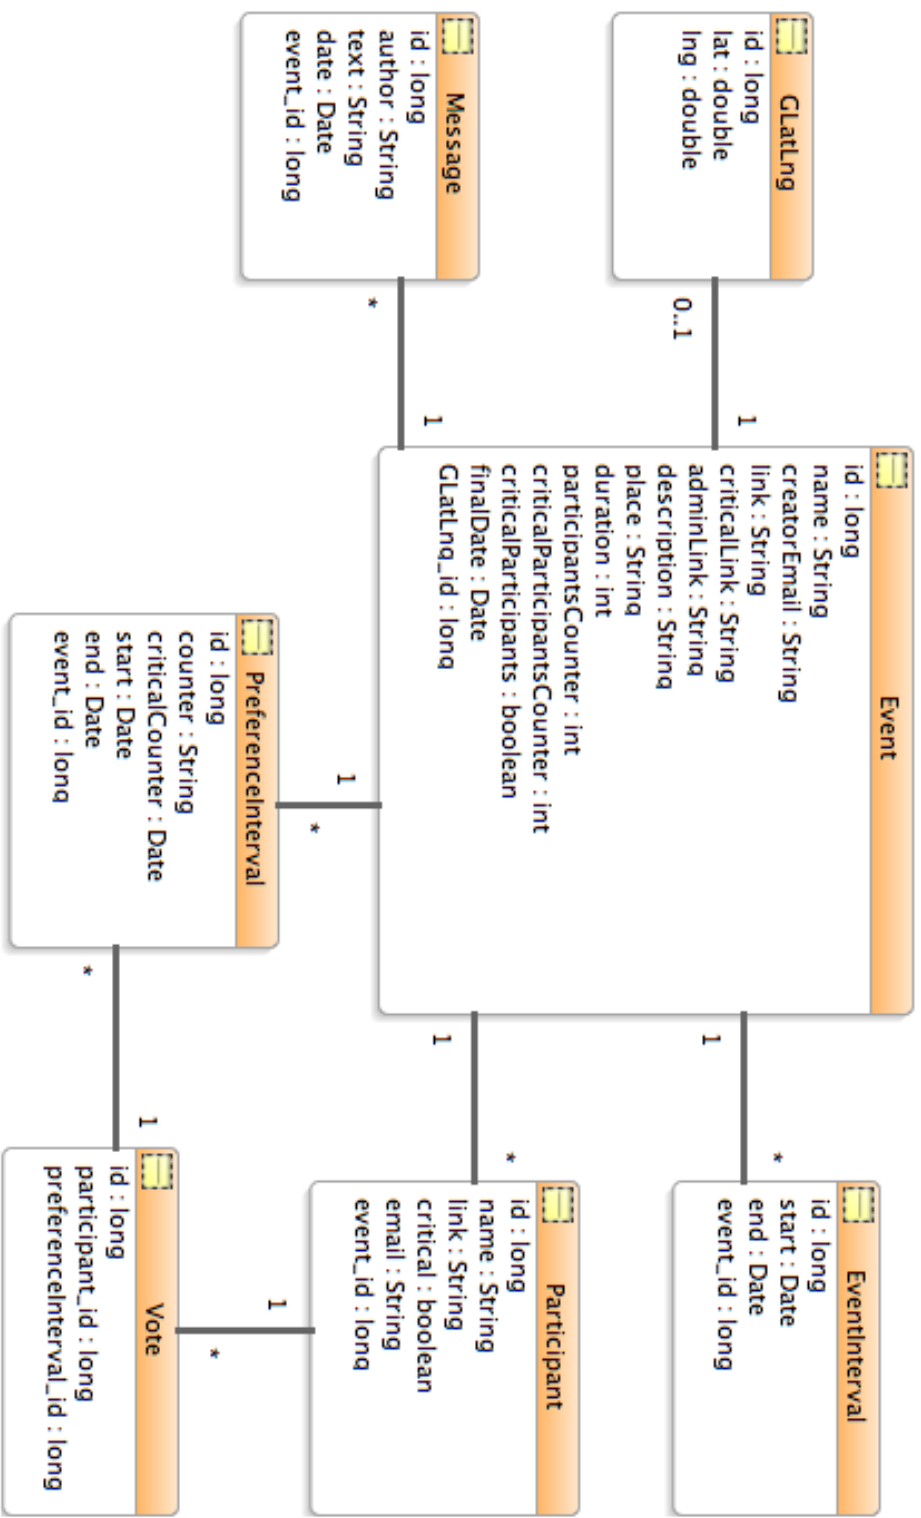 GLatLng
id : long
lat : double
lng : double
0..1
1
Message
id : long
author : String
text : String
date : Date
event_id : long
*
1
Event
id : long
name : String
creatorEmail : String
link : String
criticalLink : String
adminLink : String
description : String
place : String
duration : int
participantsCounter : int
criticalParticipantsCounter : int
criticalParticipants : boolean
finalDate : Date
GLatLng_id : long
1
*
EventInterval
id : long
start : Date
end : Date
event_id : long
1
*
Participant
id : long
name : String
link : String
critical : boolean
email : String
event_id : long
1
*
PreferenceInterval
id : long
counter : String
criticalCounter : Date
start : Date
end : Date
event_id : long
*
1
1
*
Vote
id : long
participant_id : long
preferenceInterval_id : long